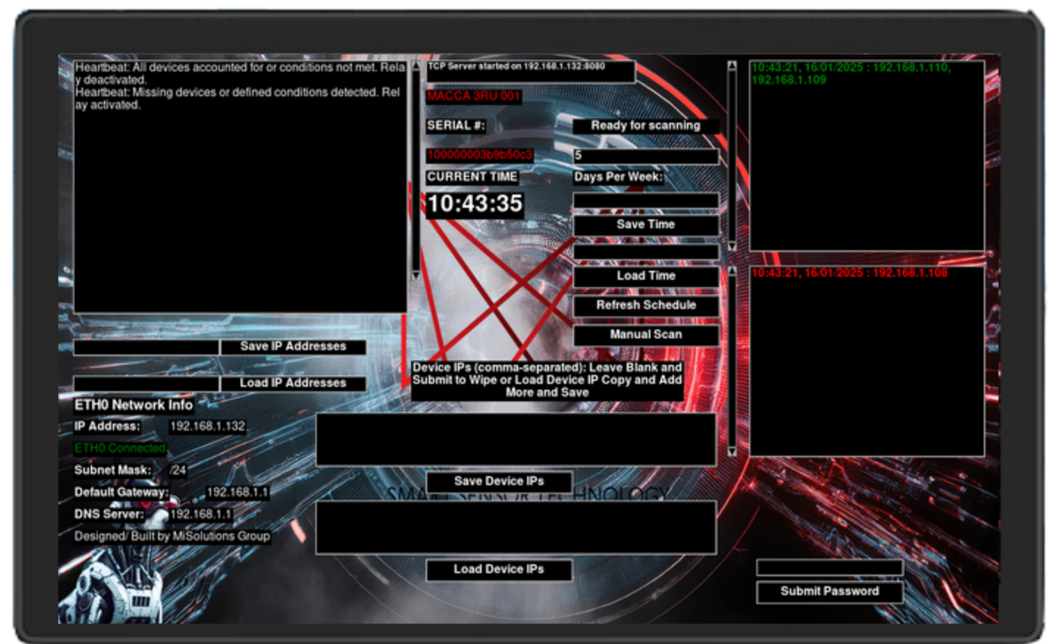 Heartbeat: All devices accounted for or conditions not met. Rela
y deactivated.
Heartbeat: Missing devices or defined conditions detected. Rel
ay activated.
TCP Server started on 192.168.1.132:8080
MACCA 3RU 001
SERIAL #:
100000003b9b50c3
CURRENT TIME
10:43:35
Ready for scanning
5
Days Per Week:
Save Time
Load Time
Refresh Schedule
Manual Scan
10:43:21, 16/01/2025 : 192.168.1.110,
192.168.1.109
10:43:21, 16/01/2025 : 192.168.1.108
Save IP Addresses
Load IP Addresses
ETH0 Network Info
IP Address: 192.168.1.132
ETH0 Connected
Subnet Mask: /24
Default Gateway: 192.168.1.1
DNS Server: 192.168.1.1
Designed/ Built by MiSolutions Group
Device IPs (comma-separated): Leave Blank and
Submit to Wipe or Load Device IP Copy and Add
More and Save
Save Device IPs
SMART SENSOR TECHNOLOGY
Load Device IPs
Submit Password